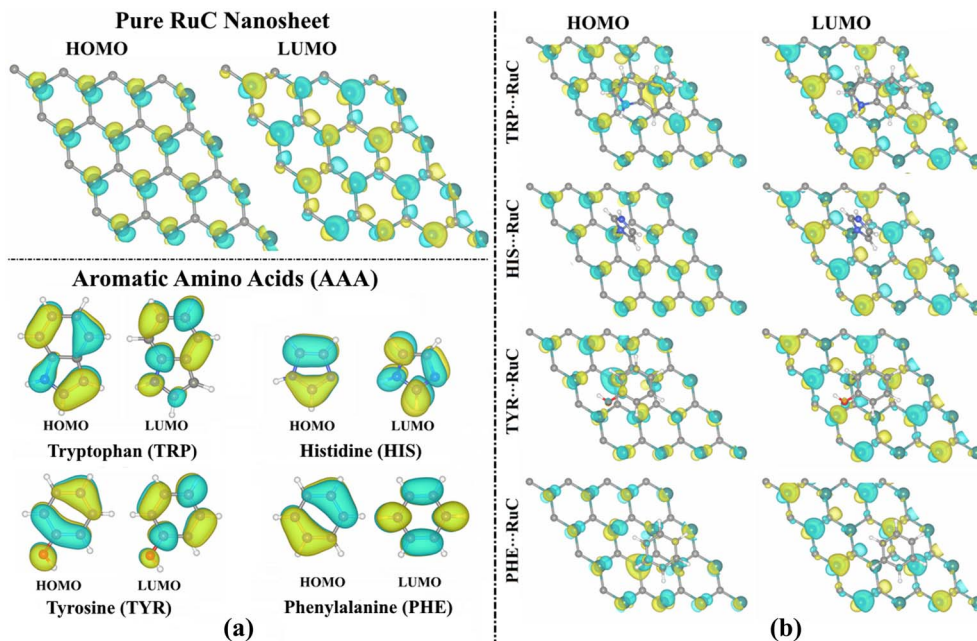 Pure RuC Nanosheet
HOMO
LUMO
Aromatic Amino Acids (AAA)
HOMO
LUMO
Tryptophan (TRP)
HOMO
LUMO
Histidine (HIS)
HOMO
LUMO
Tyrosine (TYR)
HOMO
LUMO
Phenylalanine (PHE)
(a)
HOMO
LUMO
TRP···RuC
HIS···RuC
TYR···RuC
PHE···RuC
(b)